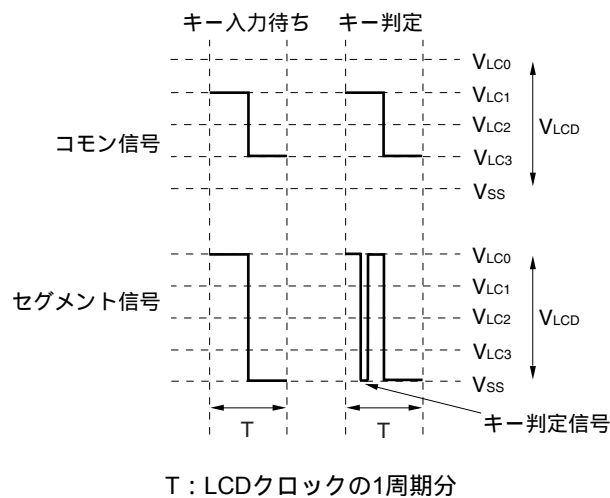 キー入力待ち キー判定
VLC0
VLC1
VLC2
VLC3
VSS
VLCD
コモン信号
VLC0
VLC1
VLC2
VLC3
VSS
VLCD
セグメント信号
キー判定信号
T T
T：LCDクロックの1周期分